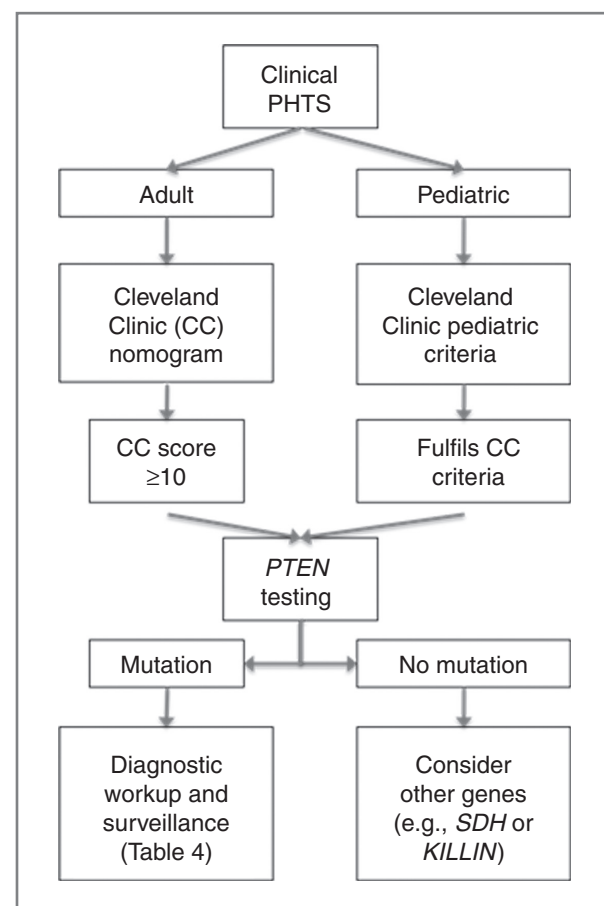 Clinical
PHTS
Adult
Pediatric
Cleveland
Clinic (CC)
nomogram
Cleveland
Clinic pediatric
criteria
CC score
≥10
Fulfils CC
criteria
PTEN
testing
Mutation
No mutation
Diagnostic
workup and
surveillance
(Table 4)
Consider
other genes
(e.g., SDH or
KILLIN)